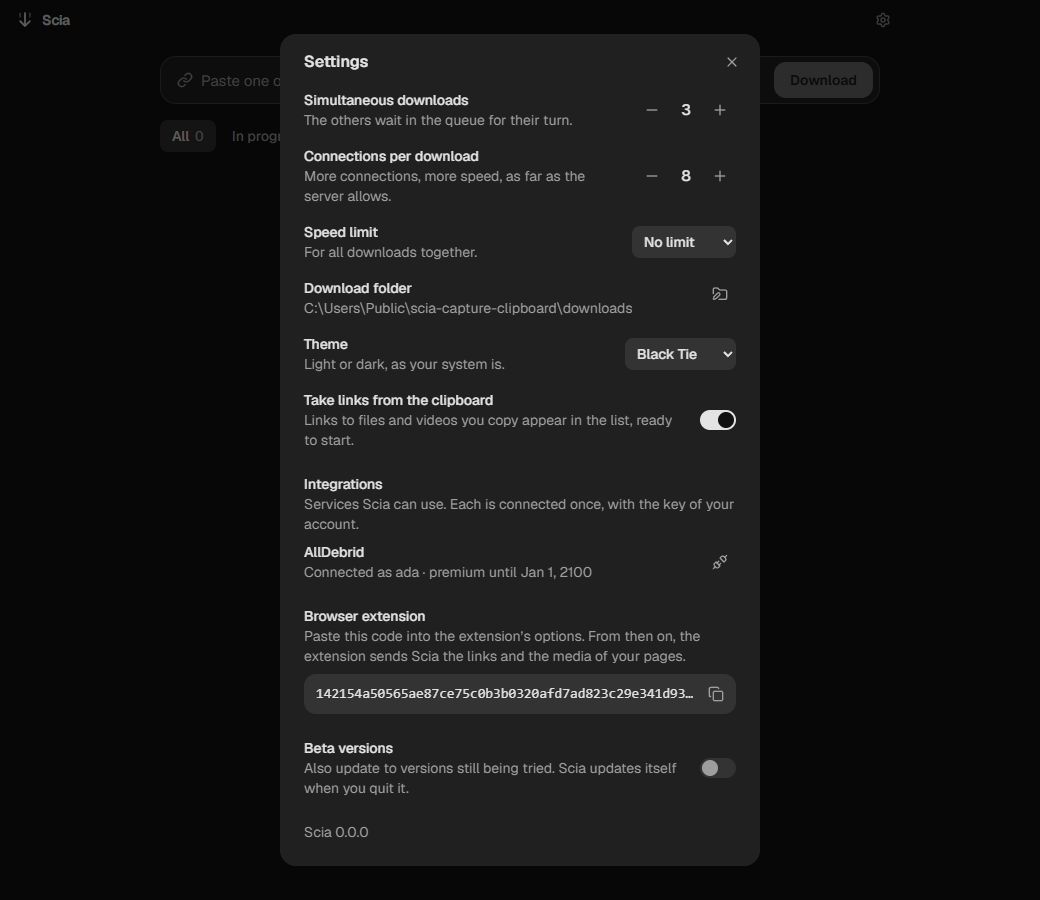 Scia
Settings
Paste one o
Download
All 0
In progr
Simultaneous downloads
The others wait in the queue for their turn.
3
Connections per download
More connections, more speed, as far as the
server allows.
8
Speed limit
For all downloads together.
No limit
Download folder
C:\Users\Public\scia-capture-clipboard\downloads
Theme
Light or dark, as your system is.
Black Tie
Take links from the clipboard
Links to files and videos you copy appear in the list, ready
to start.
Integrations
Services Scia can use. Each is connected once, with the key of your
account.
AllDebrid
Connected as ada · premium until Jan 1, 2100
Browser extension
Paste this code into the extension's options. From then on, the
extension sends Scia the links and the media of your pages.
142154a50565ae87ce75c0b3b0320afd7ad823c29e341d93…
Beta versions
Also update to versions still being tried. Scia updates itself
when you quit it.
Scia 0.0.0